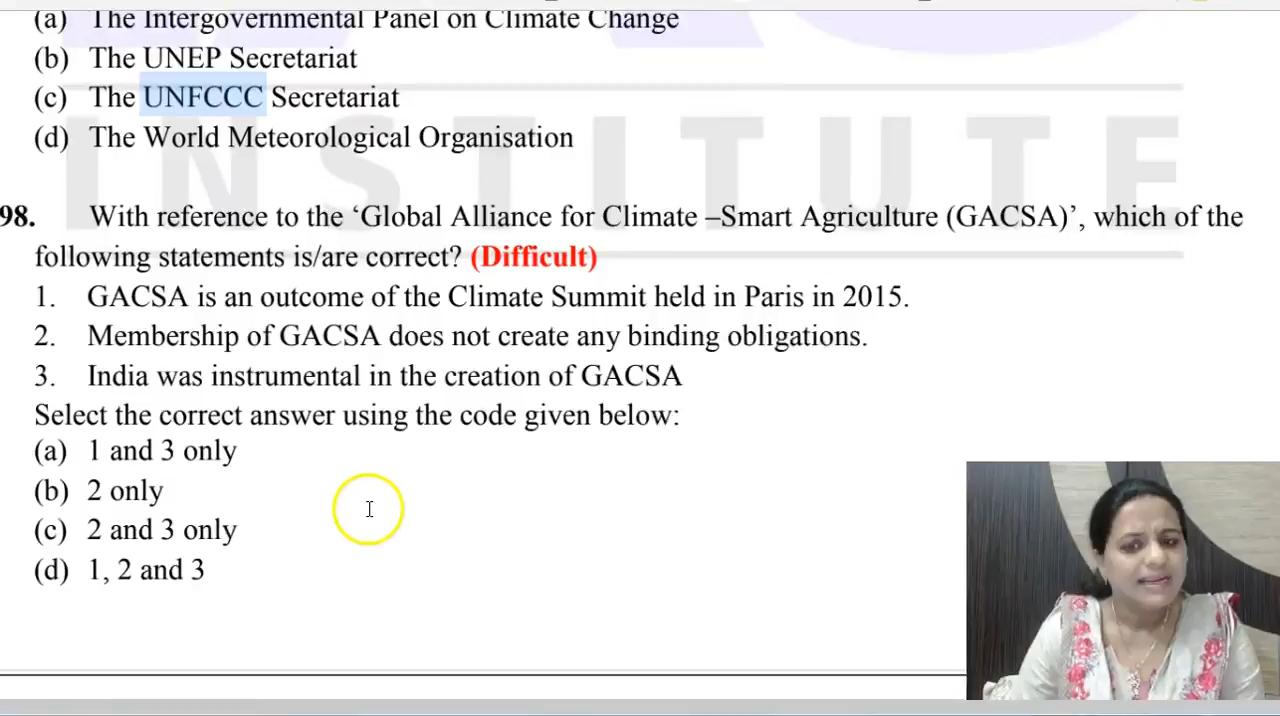 (a) The Intergovernmental Panel on Climate Change
(b) The UNEP Secretariat
(c) The UNFCCC Secretariat
(d) The World Meteorological Organisation
INSTITUTE
98. With reference to the ‘Global Alliance for Climate –Smart Agriculture (GACSA)’, which of the
following statements is/are correct? (Difficult)
1. GACSA is an outcome of the Climate Summit held in Paris in 2015.
2. Membership of GACSA does not create any binding obligations.
3. India was instrumental in the creation of GACSA
Select the correct answer using the code given below:
(a) 1 and 3 only
(b) 2 only
(c) 2 and 3 only
(d) 1, 2 and 3